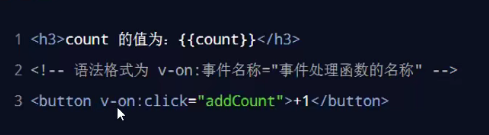 1 <h3>count 的值为：{{count}}</h3>
2 <!-- 语法格式为 v-on:事件名称="事件处理函数的名称" -->
3 <button v-on:click="addCount">+1</button>